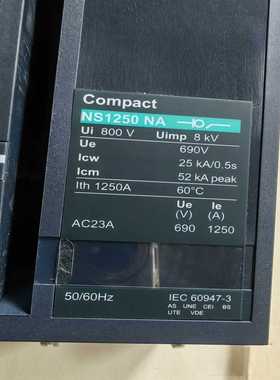 Compact
NS1250 NA
Ui 800 V Uimp 8 kV
Ue 690V
Icw 25 kA/0.5s
Icm 52 kA peak
Ith 1250A 60°C
Ue Ie
(V) (A)
AC23A 690 1250
50/60Hz IEC 60947-3
AS UNE CEI BS
UTE VDE